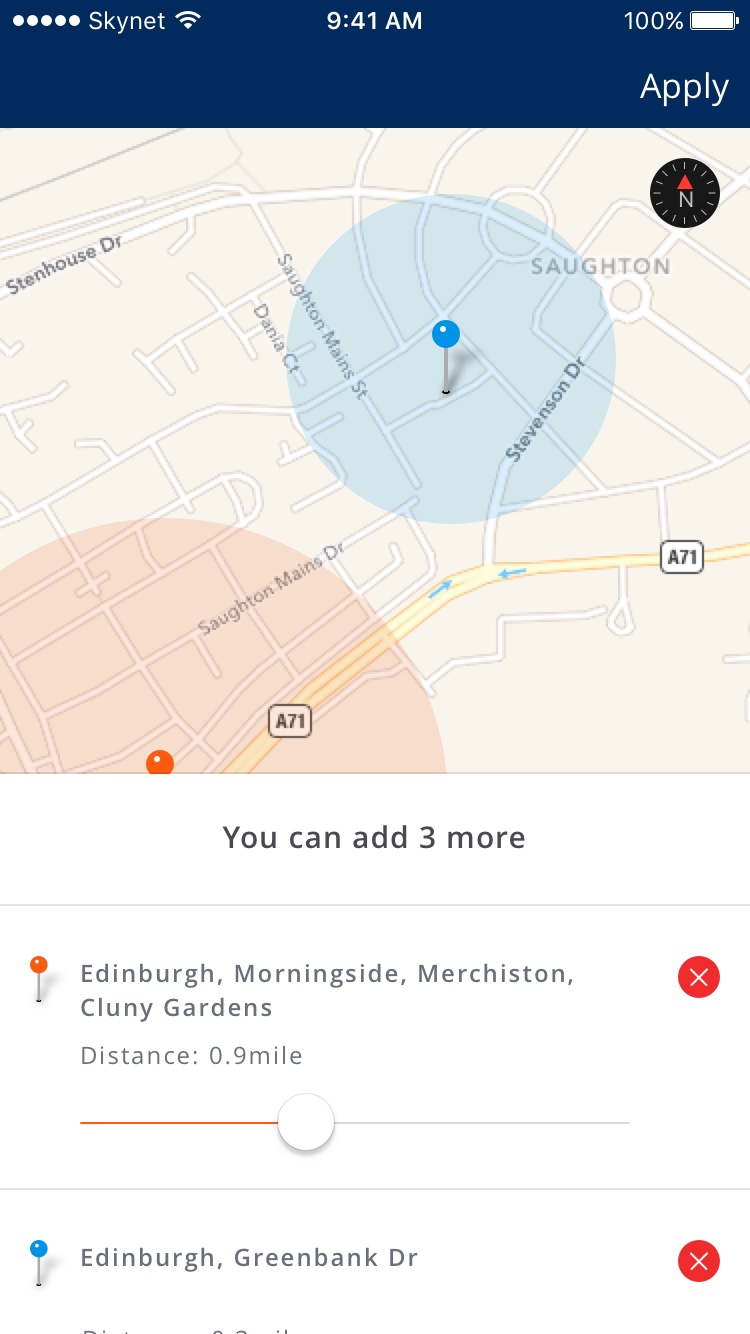 Skynet
9:41 AM
100%
Apply
N
SAUGHTON
Stenhouse Dr
Saughton Mains St
Dania Ct
Stevenson Dr
Saughton Mains Dr
A71
A71
You can add 3 more
Edinburgh, Morningside, Merchiston,
Cluny Gardens
Distance: 0.9mile
Edinburgh, Greenbank Dr